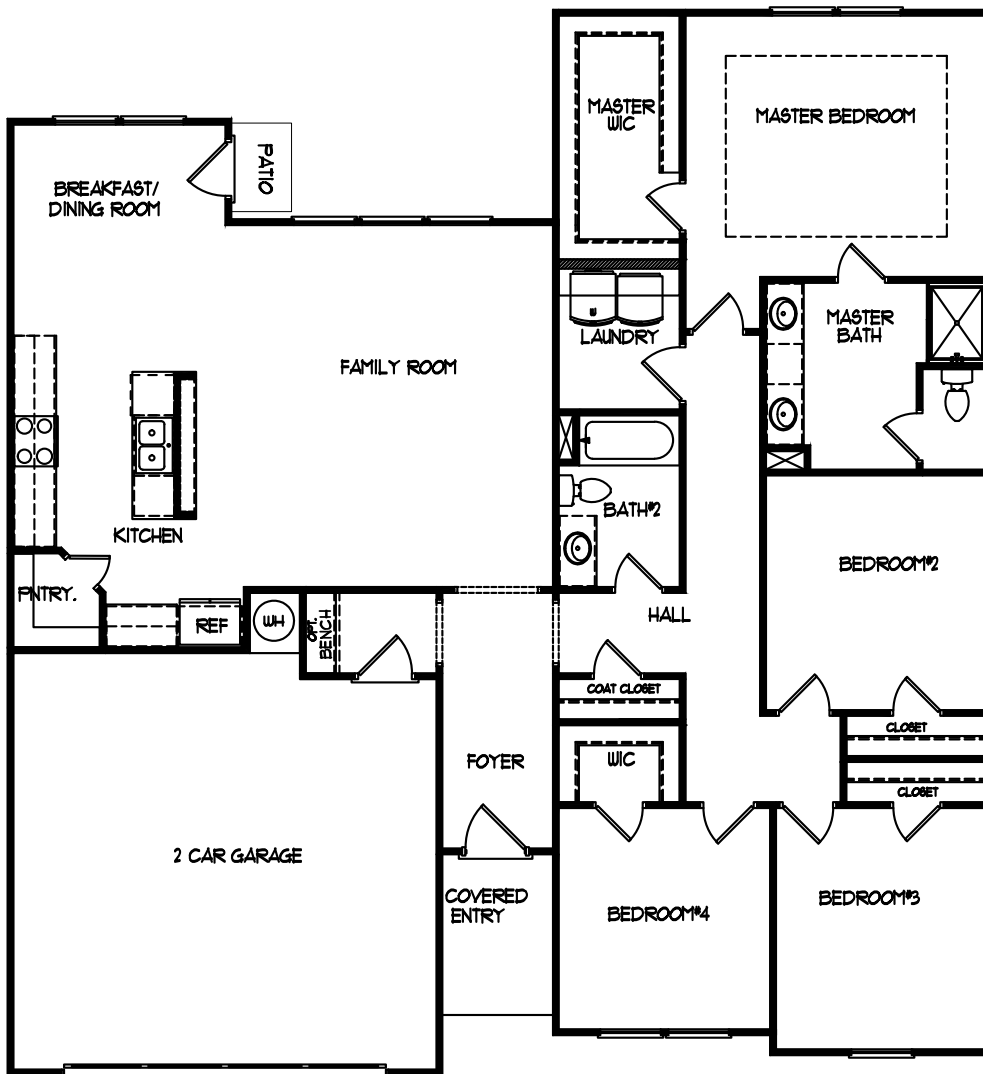 MASTER
WIC
MASTER BEDROOM
BREAKFAST/
DINING ROOM
PATIO
MASTER
BATH
W
LAUNDRY
FAMILY ROOM
KITCHEN
BATH#2
BEDROOM#2
PNTRY.
REF
WH
OPT.
BENCH
HALL
COAT CLOSET
CLOSET
FOYER
WIC
CLOSET
2 CAR GARAGE
COVERED
ENTRY
BEDROOM#4
BEDROOM#3